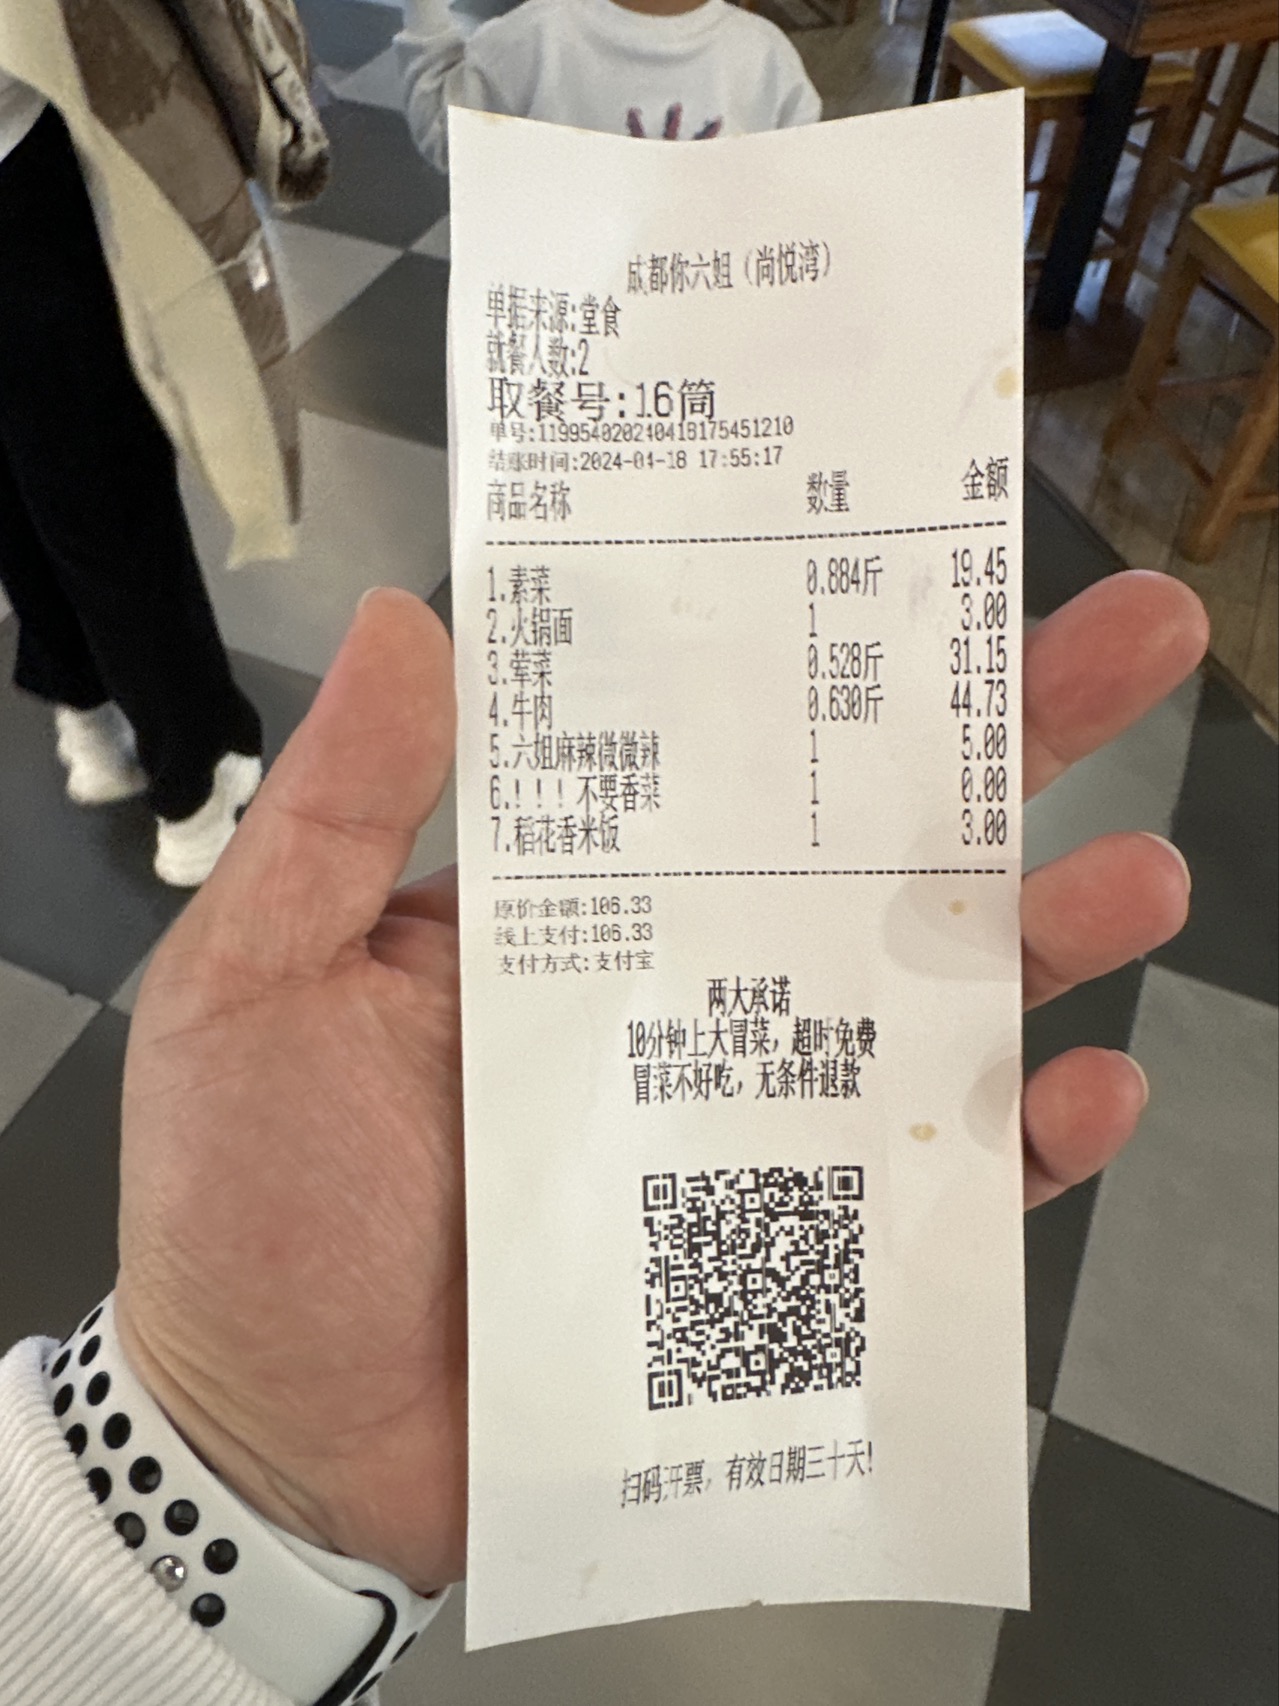 成都你六姐（尚悦湾）
单据来源:堂食
就餐人数:2
取餐号:16筒
单号:119954020240418175451210
结账时间:2024-04-18 17:55:17
商品名称 数量 金额
1.素菜 0.884斤 19.45
2.火锅面 1 3.00
3.荤菜 0.528斤 31.15
4.牛肉 0.630斤 44.73
5.六姐麻辣微微辣 1 5.00
6.！！！不要香菜 1 0.00
7.稻花香米饭 1 3.00
原价金额:106.33
线上支付:106.33
支付方式:支付宝
两大承诺
10分钟上大冒菜，超时免费
冒菜不好吃，无条件退款
扫码开票，有效日期三十天！